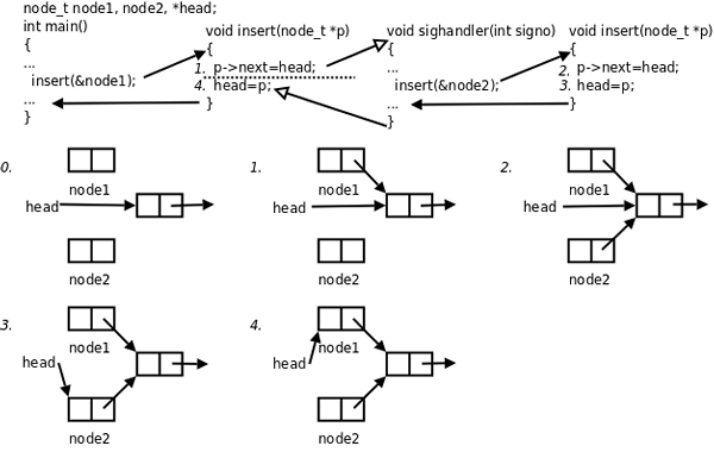 node_t node1, node2, *head;
int main()
{
...
insert(&node1);
...
}
void insert(node_t *p)
{
1. p->next=head;
4. head=p;
}
void sighandler(int signo)
{
...
insert(&node2);
...
}
void insert(node_t *p)
{
2. p->next=head;
3. head=p;
}
0.
node1
head
node2
1.
node1
head
node2
2.
node1
head
node2
3.
node1
head
node2
4.
node1
head
node2